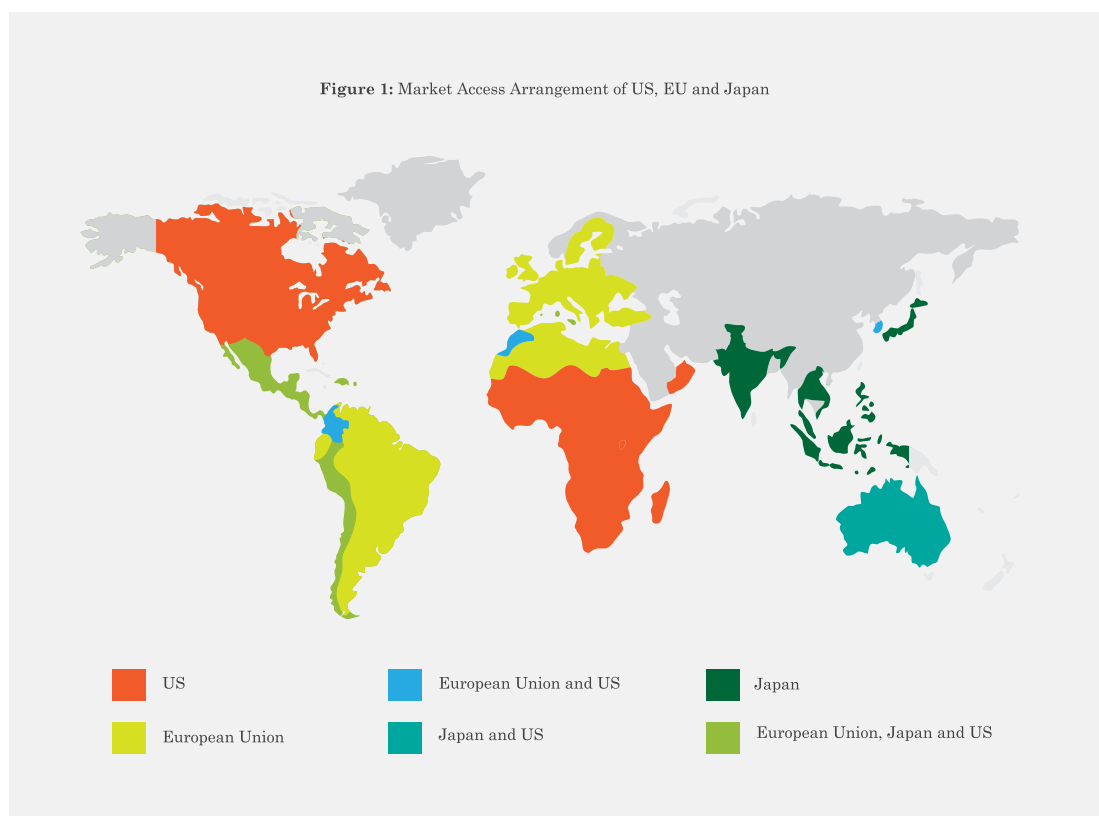 Figure 1: Market Access Arrangement of US, EU and Japan
US
European Union and US
Japan
European Union
Japan and US
European Union, Japan and US